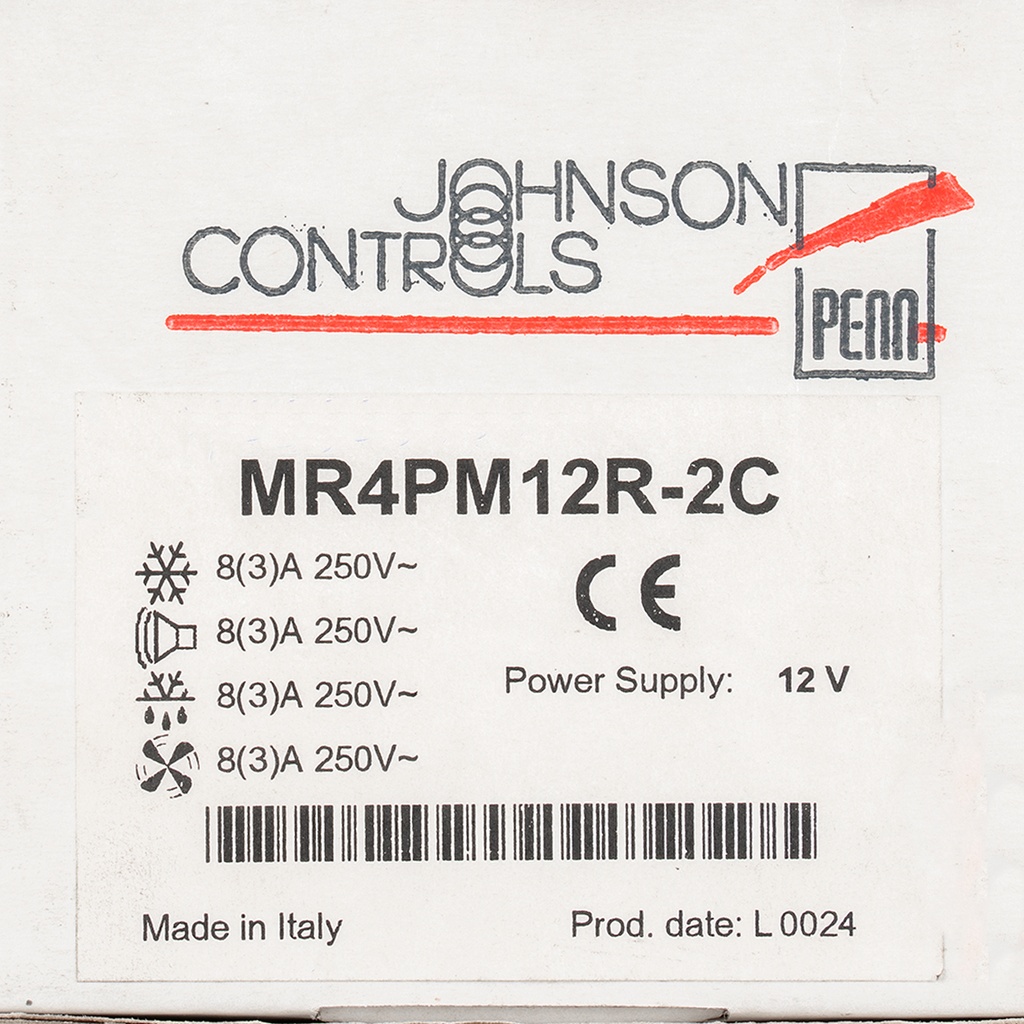 JOHNSON
CONTROLS
PENN
MR4PM12R-2C
8(3)A 250V~
8(3)A 250V~
CE
8(3)A 250V~
Power Supply: 12 V
8(3)A 250V~
Made in Italy
Prod. date: L 0024